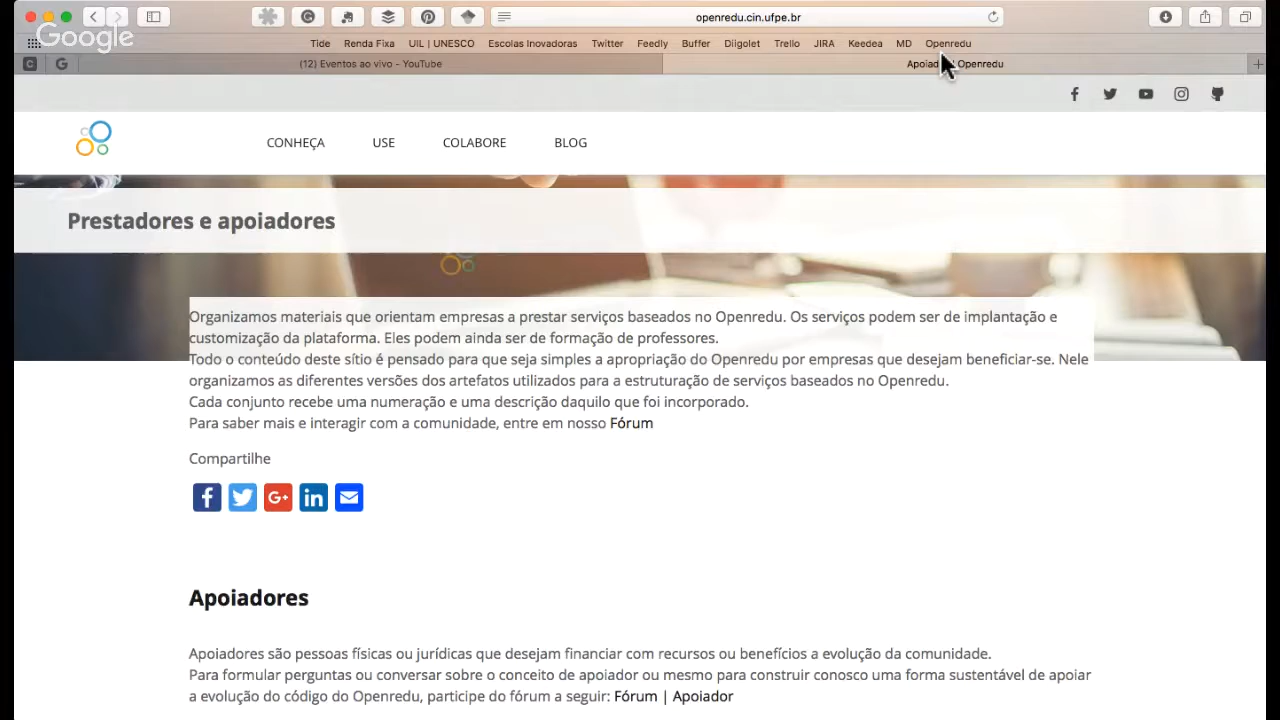 openredu.cin.ufpe.br
Google
Tide Renda Fixa UIL | UNESCO Escolas Inovadoras Twitter Feedly Buffer Diigolet Trello JIRA Keedea MD Openredu
(12) Eventos ao vivo - YouTube
Openredu
CONHEÇA USE COLABORE BLOG
Prestadores e apoiadores
Organizamos materiais que orientam empresas a prestar serviços baseados no Openredu. Os serviços podem ser de implantação e
customização da plataforma. Eles podem ainda ser de formação de professores.
Todo o conteúdo deste sítio é pensado para que seja simples a apropriação do Openredu por empresas que desejam beneficiar-se. Nele
organizamos as diferentes versões dos artefatos utilizados para a estruturação de serviços baseados no Openredu.
Cada conjunto recebe uma numeração e uma descrição daquilo que foi incorporado.
Para saber mais e interagir com a comunidade, entre em nosso Fórum
Compartilhe
Apoiadores
Apoiadores são pessoas físicas ou jurídicas que desejam financiar com recursos ou benefícios a evolução da comunidade.
Para formular perguntas ou conversar sobre o conceito de apoiador ou mesmo para construir conosco uma forma sustentável de apoiar
a evolução do código do Openredu, participe do fórum a seguir: Fórum | Apoiador